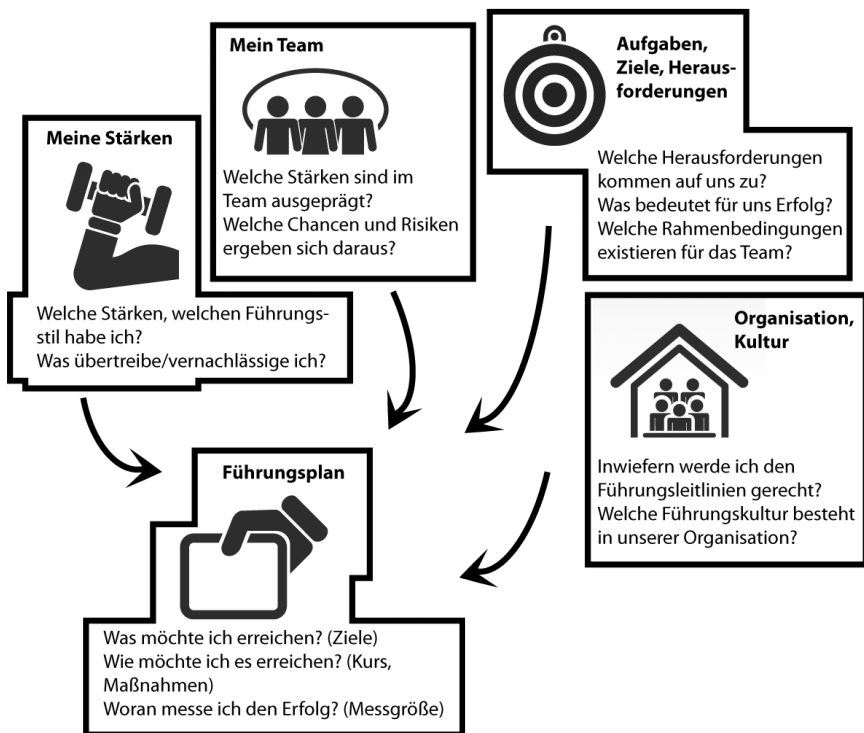 Meine Stärken
Welche Stärken, welchen Führungs-
stil habe ich?
Was übertreibe/vernachlässige ich?
Mein Team
Welche Stärken sind im
Team ausgeprägt?
Welche Chancen und Risiken
ergeben sich daraus?
Aufgaben,
Ziele, Heraus-
forderungen
Welche Herausforderungen
kommen auf uns zu?
Was bedeutet für uns Erfolg?
Welche Rahmenbedingungen
existieren für das Team?
Organisation,
Kultur
Inwiefern werde ich den
Führungsleitlinien gerecht?
Welche Führungskultur besteht
in unserer Organisation?
Führungsplan
Was möchte ich erreichen? (Ziele)
Wie möchte ich es erreichen? (Kurs,
Maßnahmen)
Woran messe ich den Erfolg? (Messgröße)